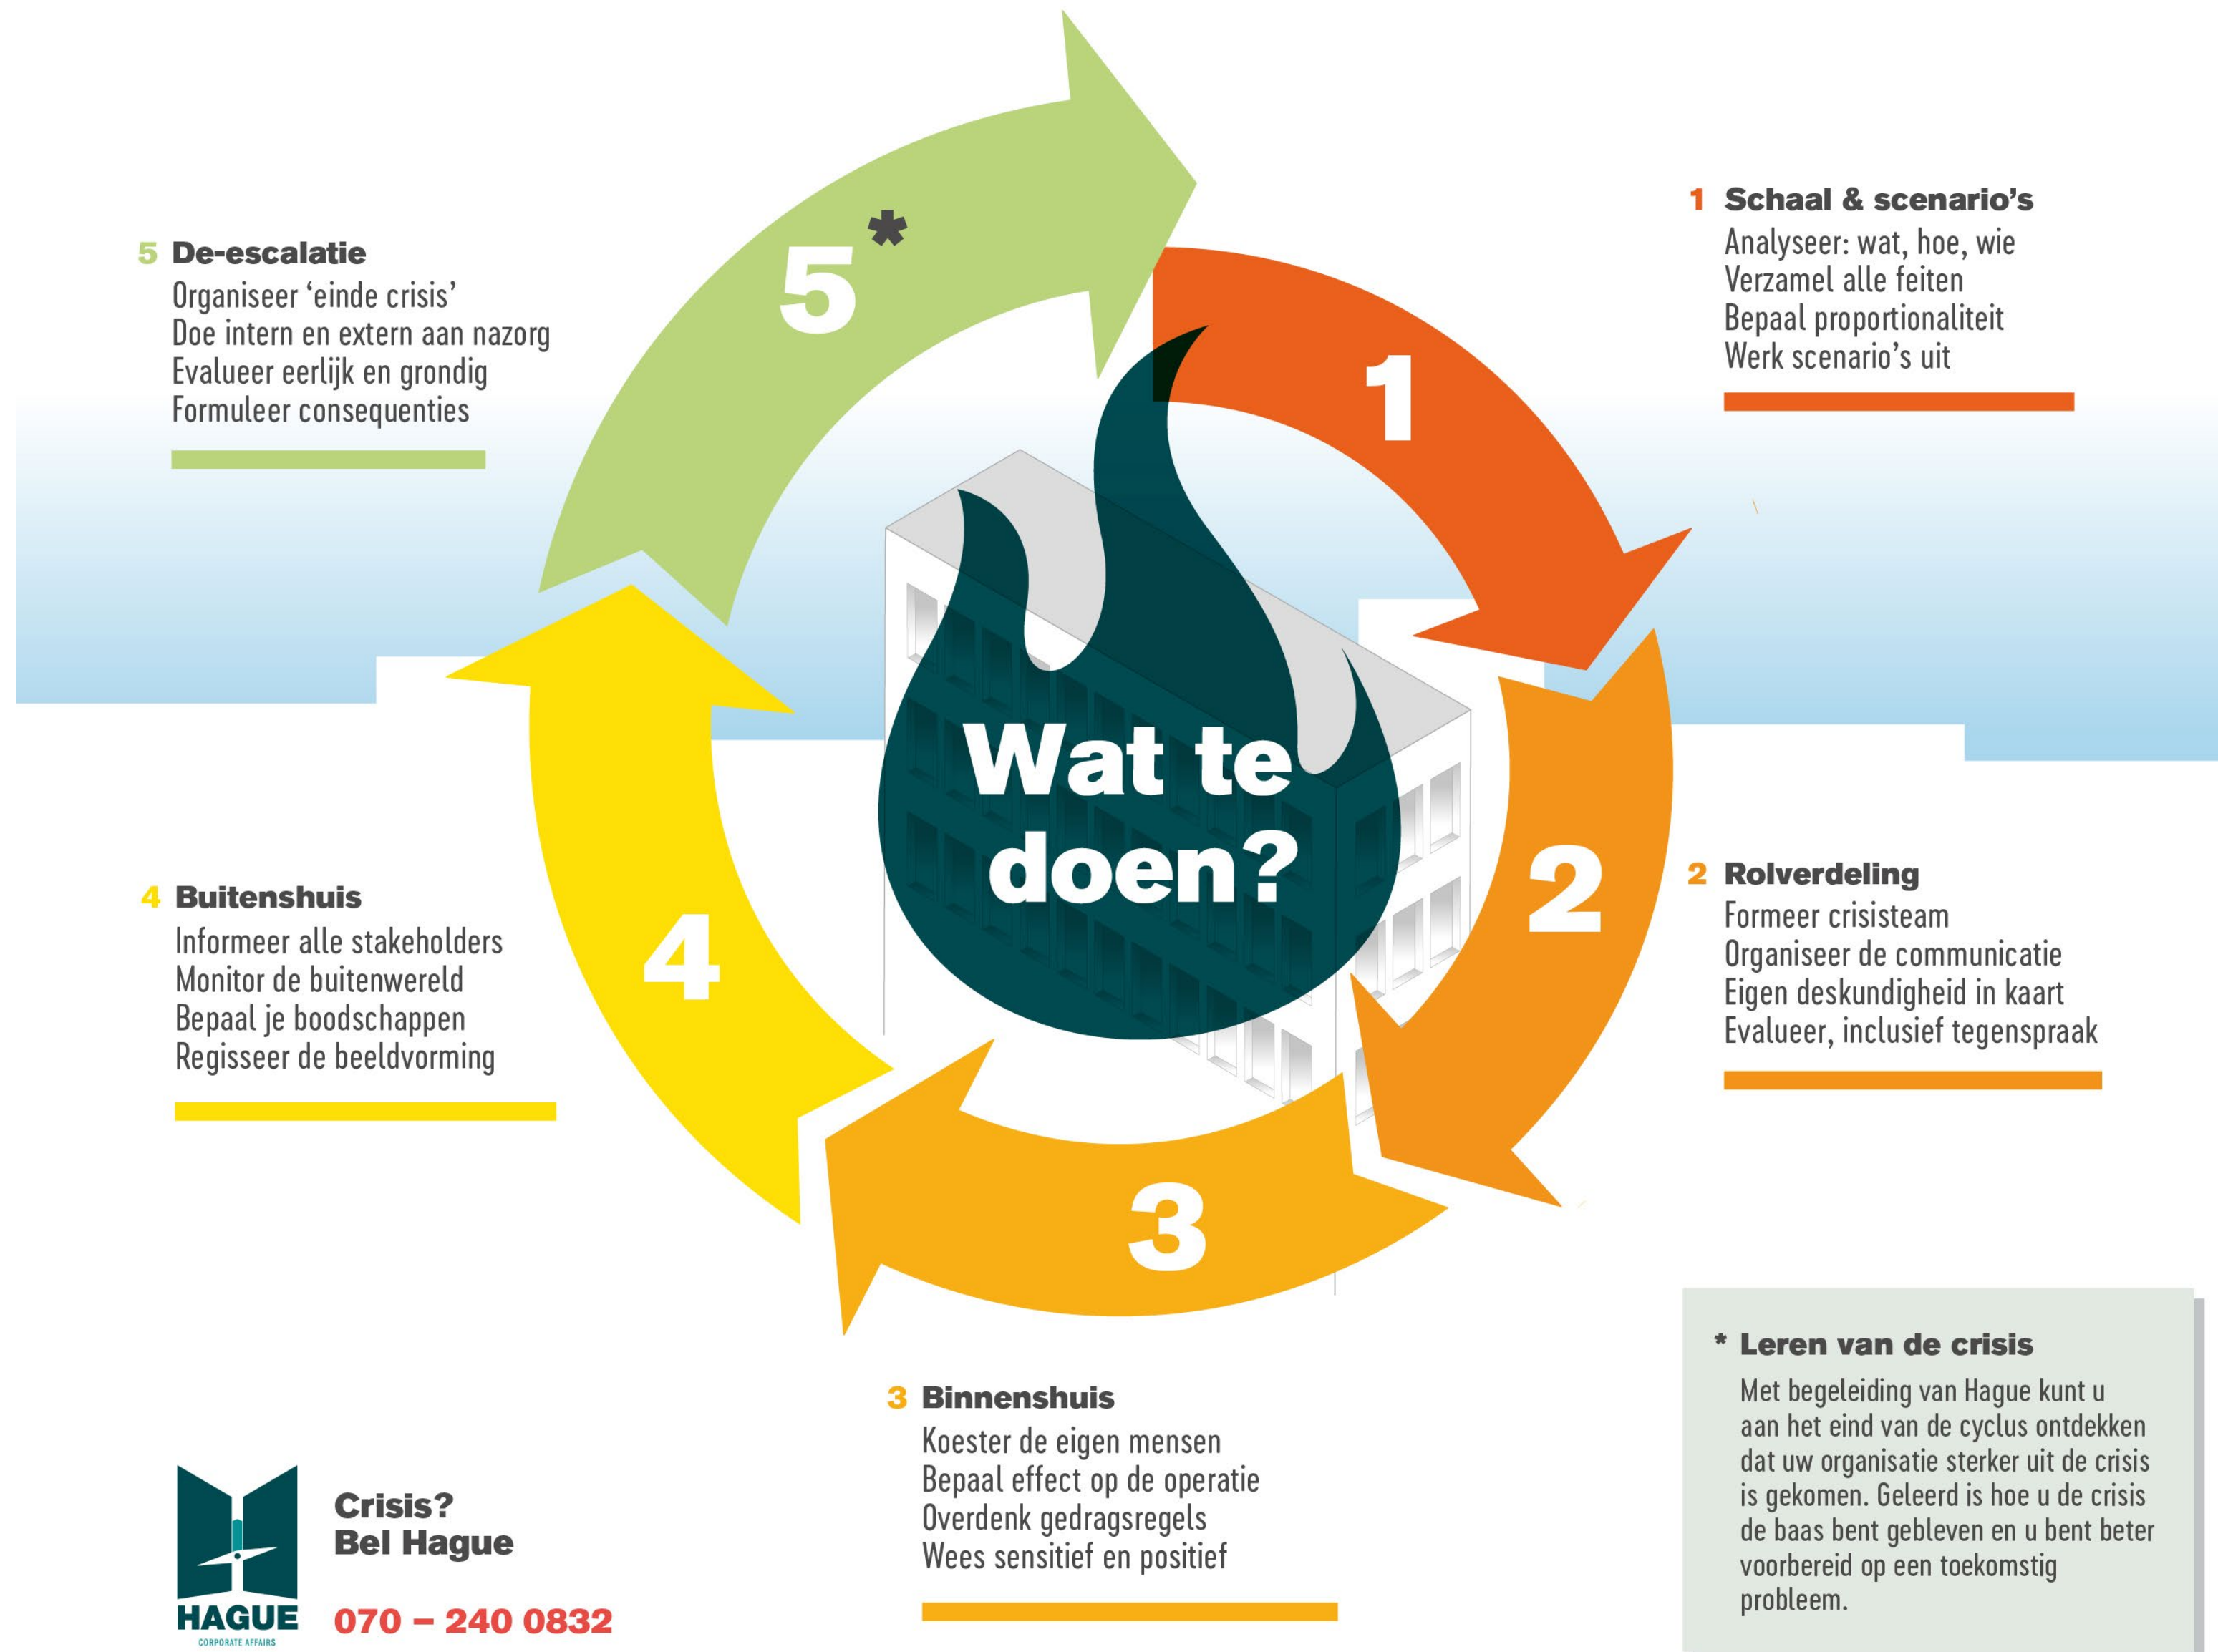 5*
1
1 Schaal & scenario's
Analyseer: wat, hoe, wie
Verzamel alle feiten
Bepaal proportionaliteit
Werk scenario's uit
5 De-escalatie
Organiseer ‘einde crisis’
Doe intern en extern aan nazorg
Evalueer eerlijk en grondig
Formuleer consequenties
Wat te
doen?
2
2 Rolverdeling
Formeer crisisteam
Organiseer de communicatie
Eigen deskundigheid in kaart
Evalueer, inclusief tegenspraak
4
4 Buitenshuis
Informeer alle stakeholders
Monitor de buitenwereld
Bepaal je boodschappen
Regisseer de beeldvorming
3
3 Binnenshuis
Koester de eigen mensen
Bepaal effect op de operatie
Overdenk gedragsregels
Wees sensitief en positief
* Leren van de crisis
Met begeleiding van Hague kunt u
aan het eind van de cyclus ontdekken
dat uw organisatie sterker uit de crisis
is gekomen. Geleerd is hoe u de crisis
de baas bent gebleven en u bent beter
voorbereid op een toekomstig
probleem.
HAGUE
CORPORATE AFFAIRS
Crisis?
Bel Hague
070 – 240 0832